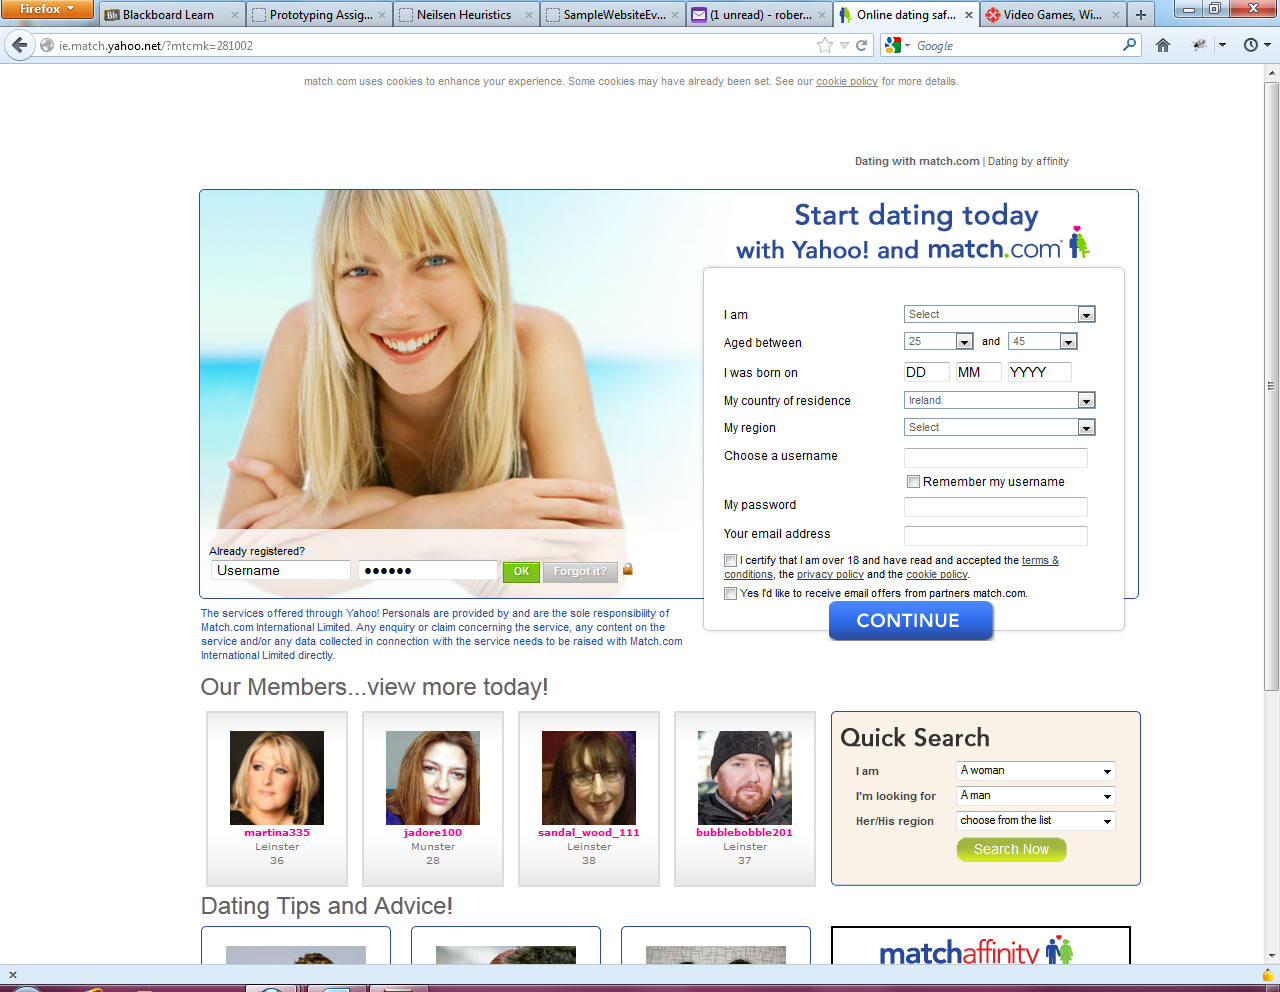 Firefox
Blackboard Learn
Prototyping Assig...
Neilsen Heuristics
SampleWebsiteEv...
(1 unread) - rober...
Online dating saf...
Video Games, Wi...
ie.match.yahoo.net/?mtcmk=281002
Google
match.com uses cookies to enhance your experience. Some cookies may have already been set. See our cookie policy for more details.
Dating with match.com | Dating by affinity
Start dating today
with Yahoo! and match.com
I am
Select
Aged between
25 and 45
I was born on
DD MM YYYY
My country of residence
Ireland
My region
Select
Choose a username
Remember my username
My password
Your email address
I certify that I am over 18 and have read and accepted the terms &
conditions, the privacy policy and the cookie policy.
Yes I'd like to receive email offers from partners match.com.
CONTINUE
Already registered?
Username
●●●●●●
OK
Forgot it?
The services offered through Yahoo! Personals are provided by and are the sole responsibility of
Match.com International Limited. Any enquiry or claim concerning the service, any content on the
service and/or any data collected in connection with the service needs to be raised with Match.com
International Limited directly.
Our Members...view more today!
martina335
Leinster
36
jadore100
Munster
28
sandal_wood_111
Leinster
38
bubblebobble201
Leinster
37
Quick Search
I am
A woman
I'm looking for
A man
Her/His region
choose from the list
Search Now
Dating Tips and Advice!
matchaffinity